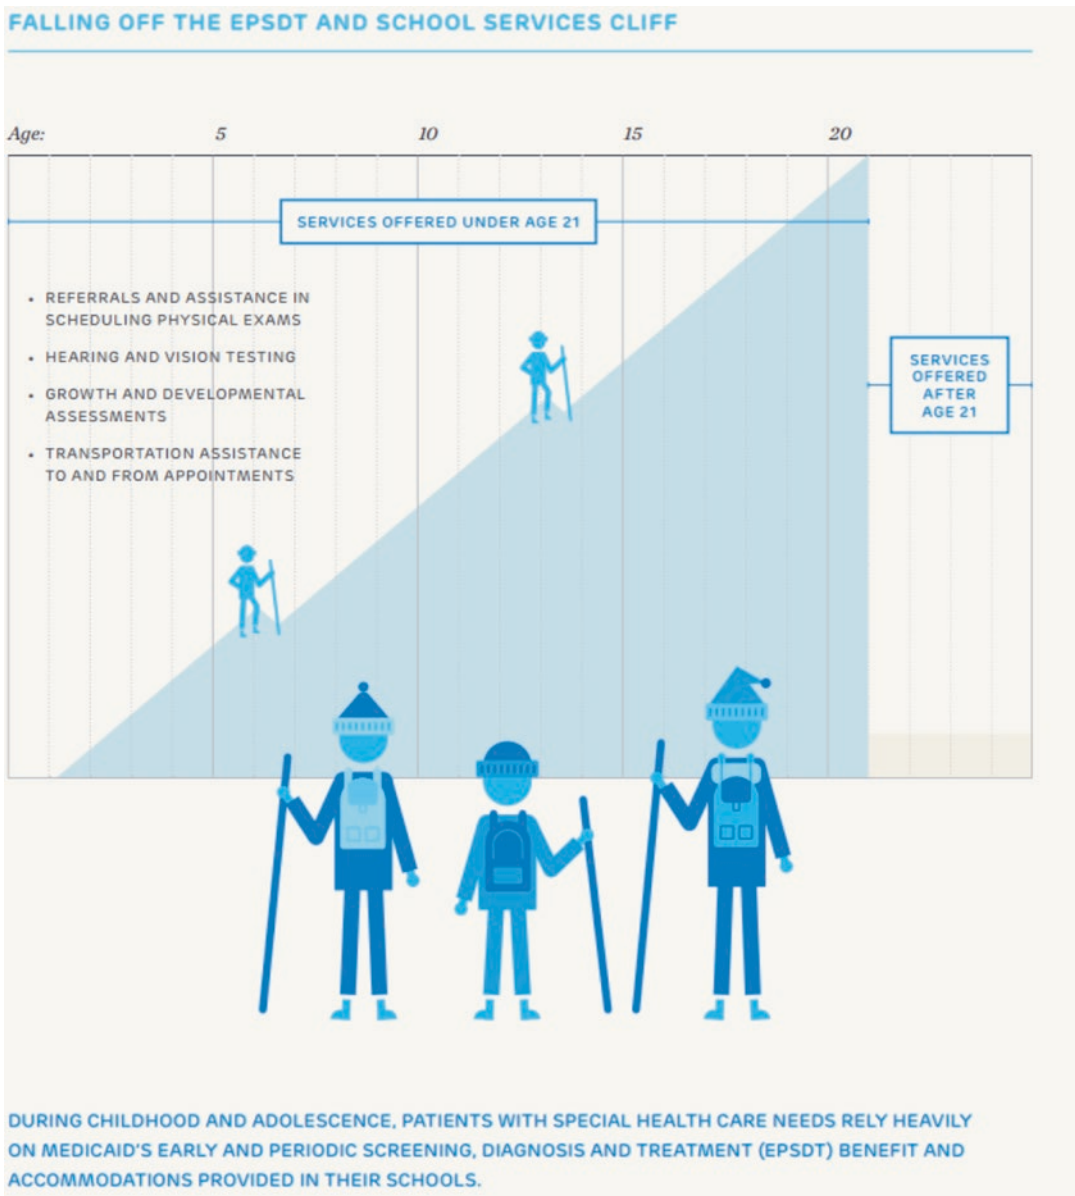 FALLING OFF THE EPSDT AND SCHOOL SERVICES CLIFF
Age: 5 10 15 20
SERVICES OFFERED UNDER AGE 21
• REFERRALS AND ASSISTANCE IN
SCHEDULING PHYSICAL EXAMS
• HEARING AND VISION TESTING
• GROWTH AND DEVELOPMENTAL
ASSESSMENTS
• TRANSPORTATION ASSISTANCE
TO AND FROM APPOINTMENTS
SERVICES
OFFERED
AFTER
AGE 21
DURING CHILDHOOD AND ADOLESCENCE, PATIENTS WITH SPECIAL HEALTH CARE NEEDS RELY HEAVILY
ON MEDICAID'S EARLY AND PERIODIC SCREENING, DIAGNOSIS AND TREATMENT (EPSDT) BENEFIT AND
ACCOMMODATIONS PROVIDED IN THEIR SCHOOLS.